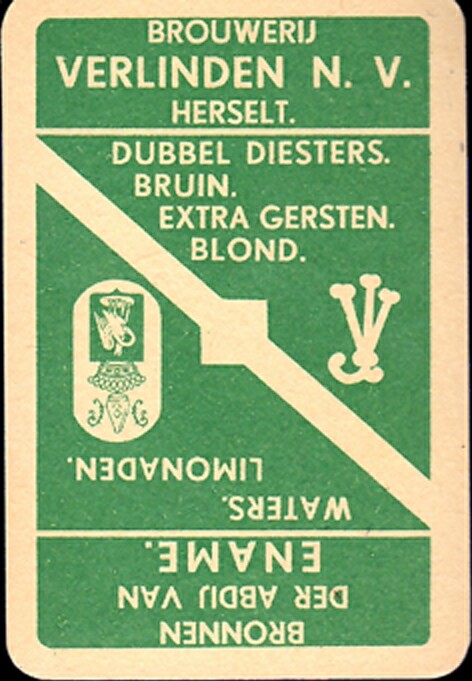 BROUWERIJ
VERLINDEN N. V.
HERSELT.
DUBBEL DIESTERS.
BRUIN.
EXTRA GERSTEN.
BLOND.
BRONNEN
DER ABDIJ VAN
ENAME.
WATERS.
LIMONADEN.